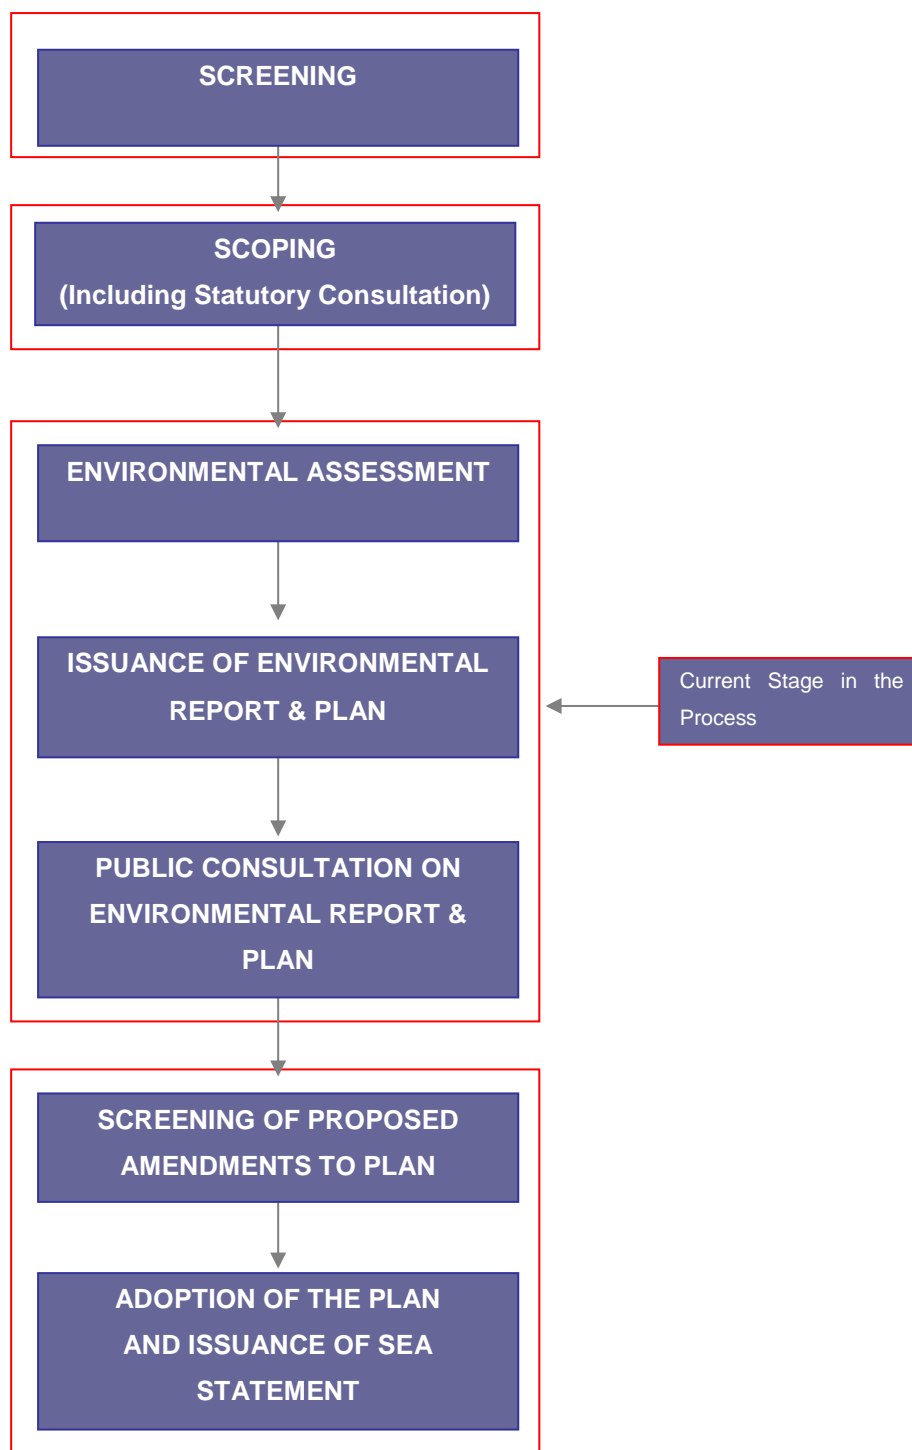 SCREENING
SCOPING
(Including Statutory Consultation)
ENVIRONMENTAL ASSESSMENT
ISSUANCE OF ENVIRONMENTAL
REPORT & PLAN
Current Stage in the
Process
PUBLIC CONSULTATION ON
ENVIRONMENTAL REPORT &
PLAN
SCREENING OF PROPOSED
AMENDMENTS TO PLAN
ADOPTION OF THE PLAN
AND ISSUANCE OF SEA
STATEMENT